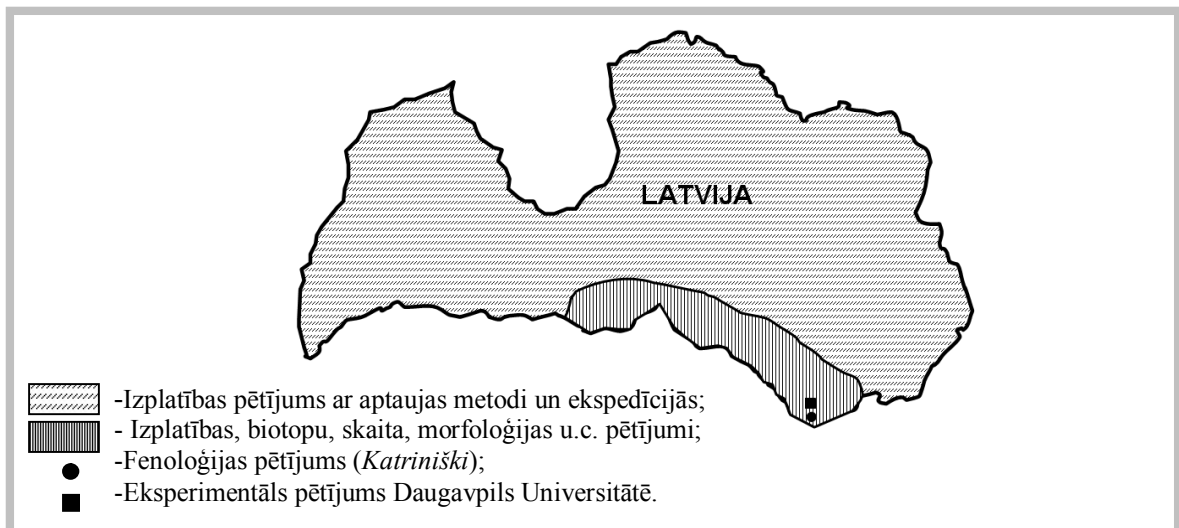 LATVIJA
-Izplatības pētījums ar aptaujas metodi un ekspedīcijās;
- Izplatības, biotopu, skaita, morfoloģijas u.c. pētījumi;
-Fenoloģijas pētījums (Katriniški);
-Eksperimentāls pētījums Daugavpils Universitātē.